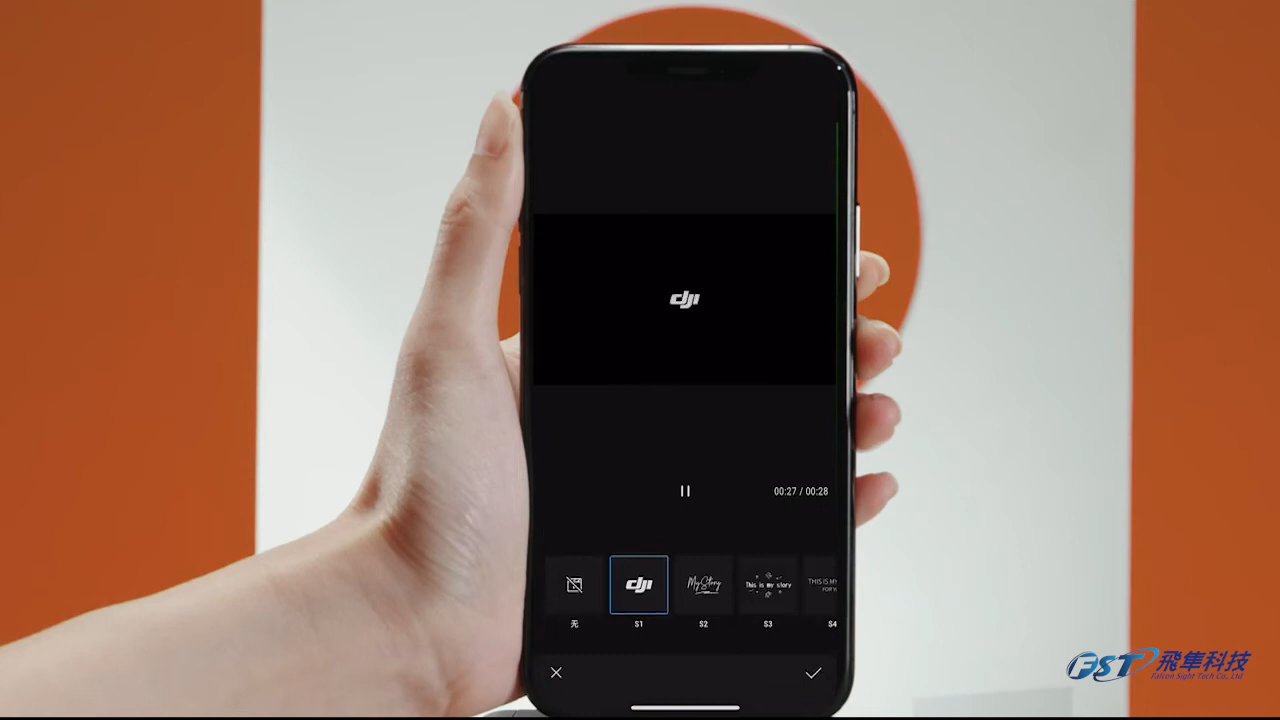 dji
00:27 / 00:28
dji
My Story
This is my story
THIS IS MY
FOR Y
无
S1
S2
S3
S4
FST 飛隼科技
Falcon Sight Tech Co., Ltd